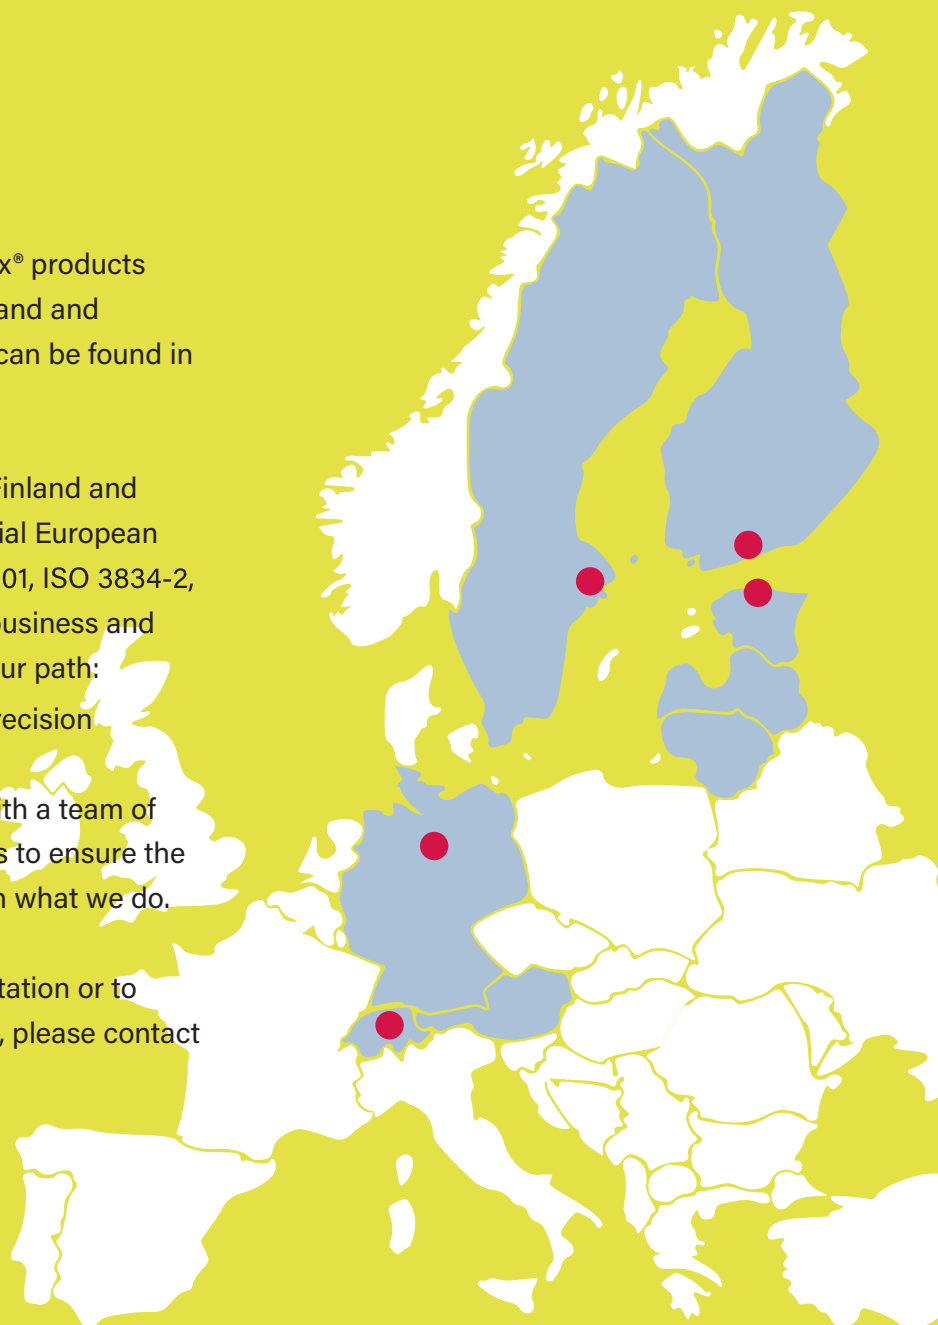 x® products
and and
can be found in
Finland and
ial European
01, ISO 3834-2,
business and
ur path:
recision
ith a team of
s to ensure the
n what we do.
tation or to
, please contact